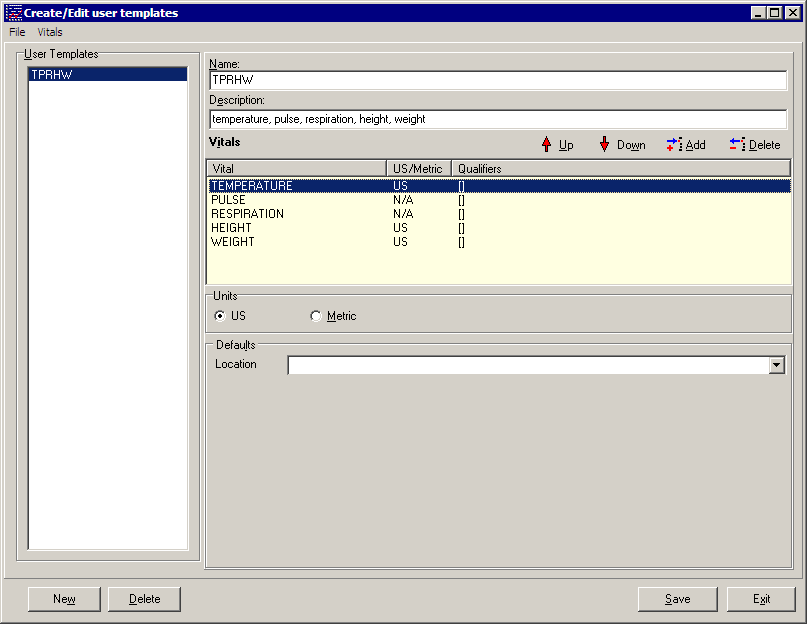 Create/Edit user templates
File Vitals
User Templates
TPRHW
Name:
TPRHW
Description:
temperature, pulse, respiration, height, weight
Vitals Up Down Add Delete
Vital US/Metric Qualifiers
TEMPERATURE US []
PULSE N/A []
RESPIRATION N/A []
HEIGHT US []
WEIGHT US []
Units
US Metric
Defaults
Location
New Delete Save Exit